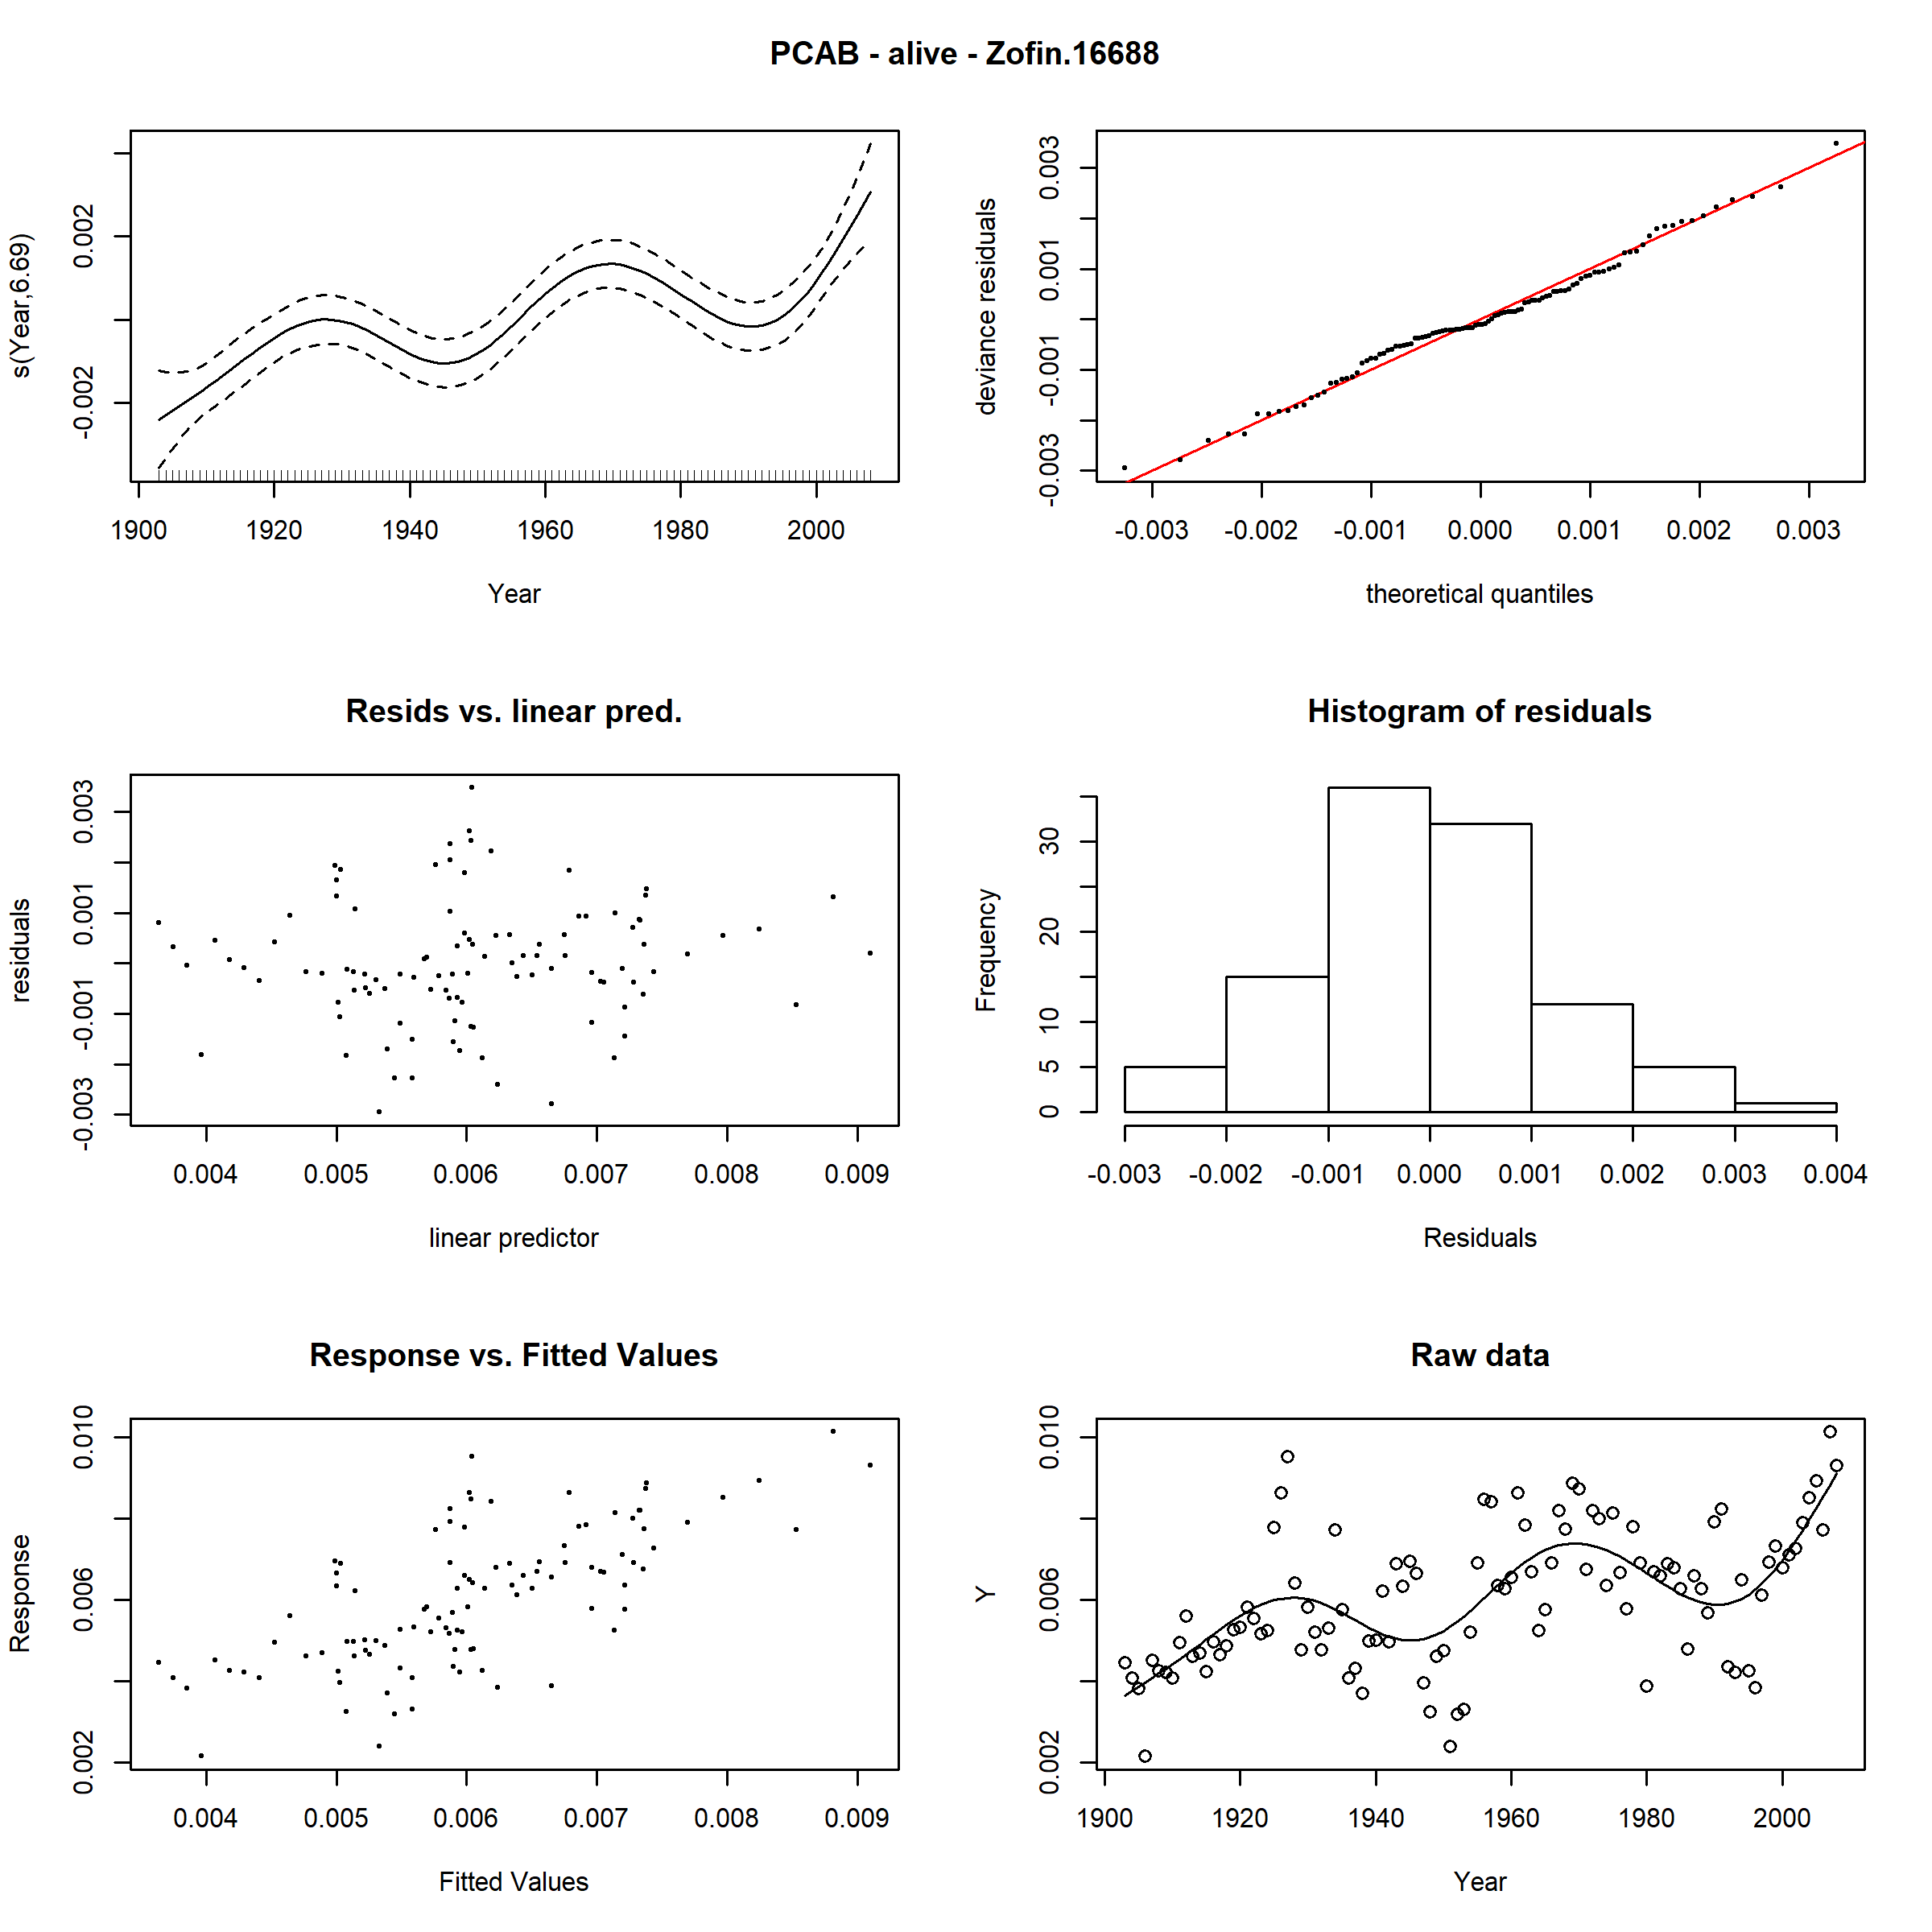 PCAB - alive - Zofin.16688
s(Year,6.69)
-0.002 0.002
1900 1920 1940 1960 1980 2000
Year
deviance residuals
-0.003 -0.001 0.001 0.003
-0.003 -0.002 -0.001 0.000 0.001 0.002 0.003
theoretical quantiles
Resids vs. linear pred.
residuals
-0.003 -0.001 0.001 0.003
0.004 0.005 0.006 0.007 0.008 0.009
linear predictor
Histogram of residuals
Frequency
0 5 10 20 30
-0.003 -0.002 -0.001 0.000 0.001 0.002 0.003 0.004
Residuals
Response vs. Fitted Values
Response
0.002 0.006 0.010
0.004 0.005 0.006 0.007 0.008 0.009
Fitted Values
Raw data
Y
0.002 0.006 0.010
1900 1920 1940 1960 1980 2000
Year